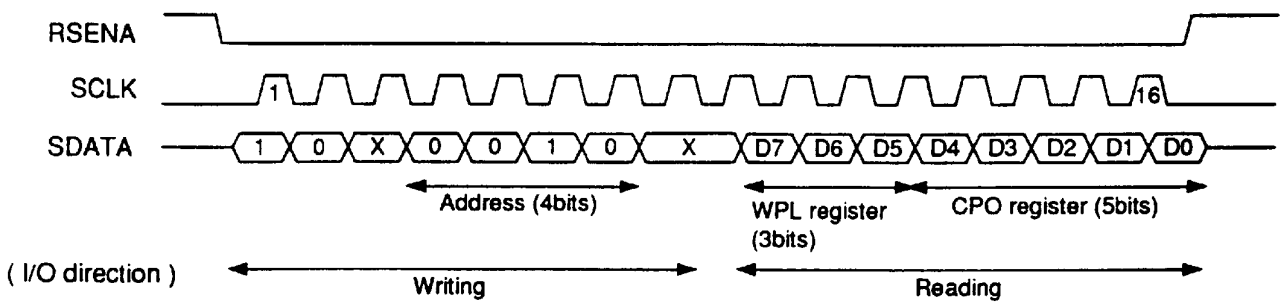 RSENA
SCLK 1 16
SDATA 1 0 X 0 0 1 0 X D7 D6 D5 D4 D3 D2 D1 D0
Address (4bits) WPL register CPO register (5bits)
(3bits)
( I/O direction ) Writing Reading